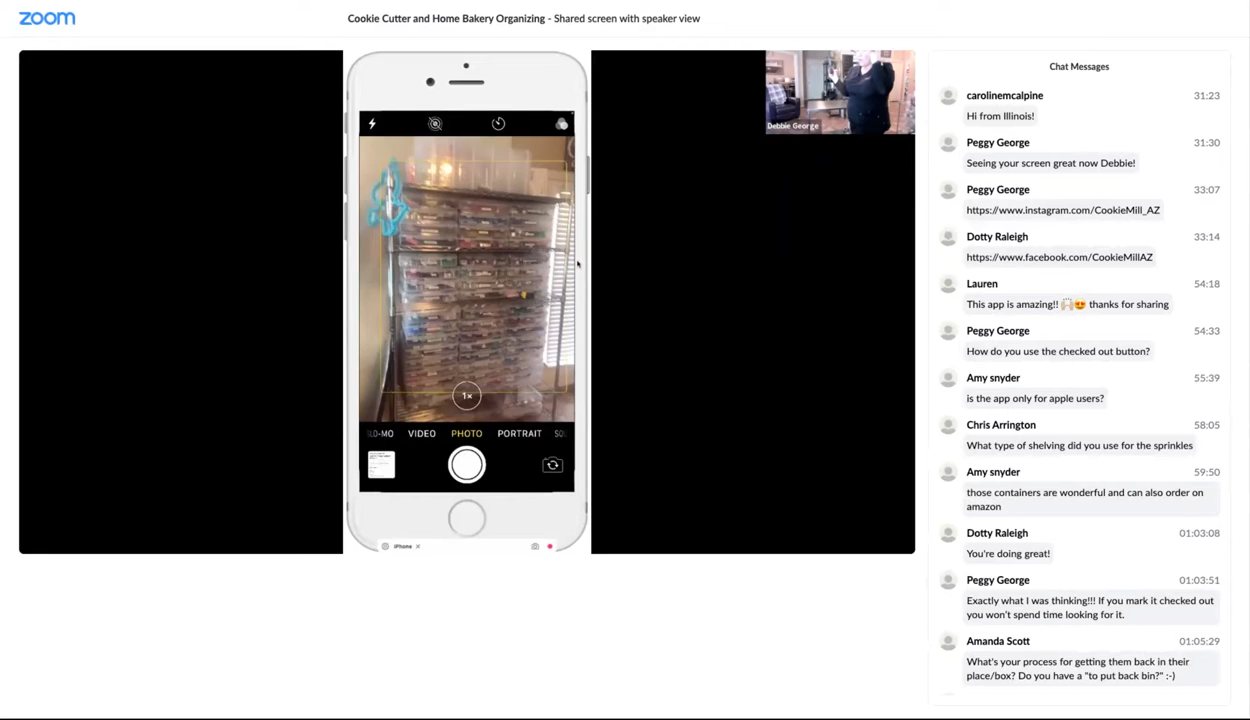 zoom
Cookie Cutter and Home Bakery Organizing - Shared screen with speaker view
Debbie George
1×
SLO-MO VIDEO PHOTO PORTRAIT
iPhone
Chat Messages
carolinemcalpine 31:23
Hi from Illinois!
Peggy George 31:30
Seeing your screen great now Debbie!
Peggy George 33:07
https://www.instagram.com/CookieMill_AZ
Dotty Raleigh 33:14
https://www.facebook.com/CookieMillAZ
Lauren 54:18
This app is amazing!! 🙌🏼😍 thanks for sharing
Peggy George 54:33
How do you use the checked out button?
Amy snyder 55:39
is the app only for apple users?
Chris Arrington 58:05
What type of shelving did you use for the sprinkles
Amy snyder 59:50
those containers are wonderful and can also order on
amazon
Dotty Raleigh 01:03:08
You're doing great!
Peggy George 01:03:51
Exactly what I was thinking!!! If you mark it checked out
you won't spend time looking for it.
Amanda Scott 01:05:29
What's your process for getting them back in their
place/box? Do you have a "to put back bin?" :-)